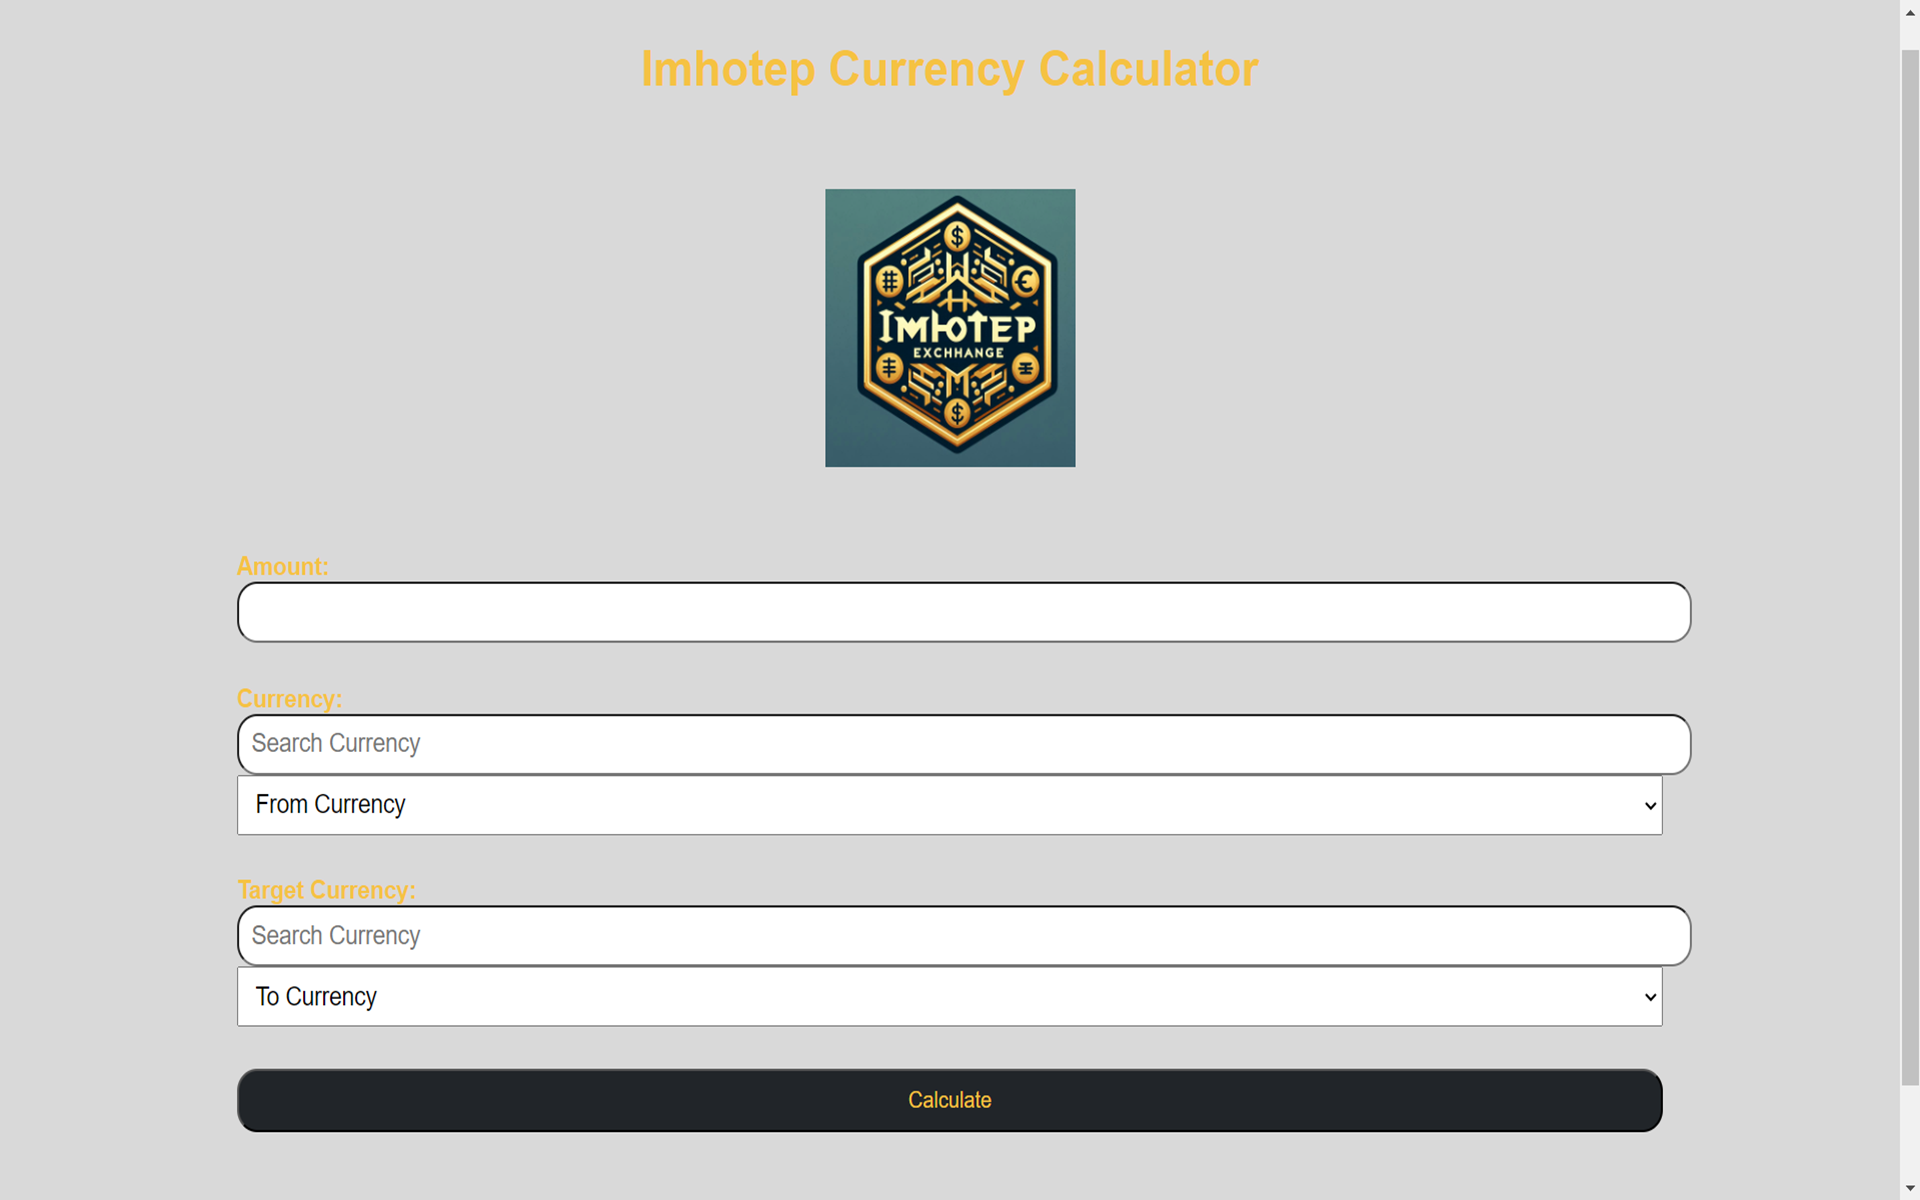 Imhotep Currency Calculator
$
€
IMHOTEP
EXCHHANGE
$
Amount:
Currency:
Search Currency
From Currency
Target Currency:
Search Currency
To Currency
Calculate